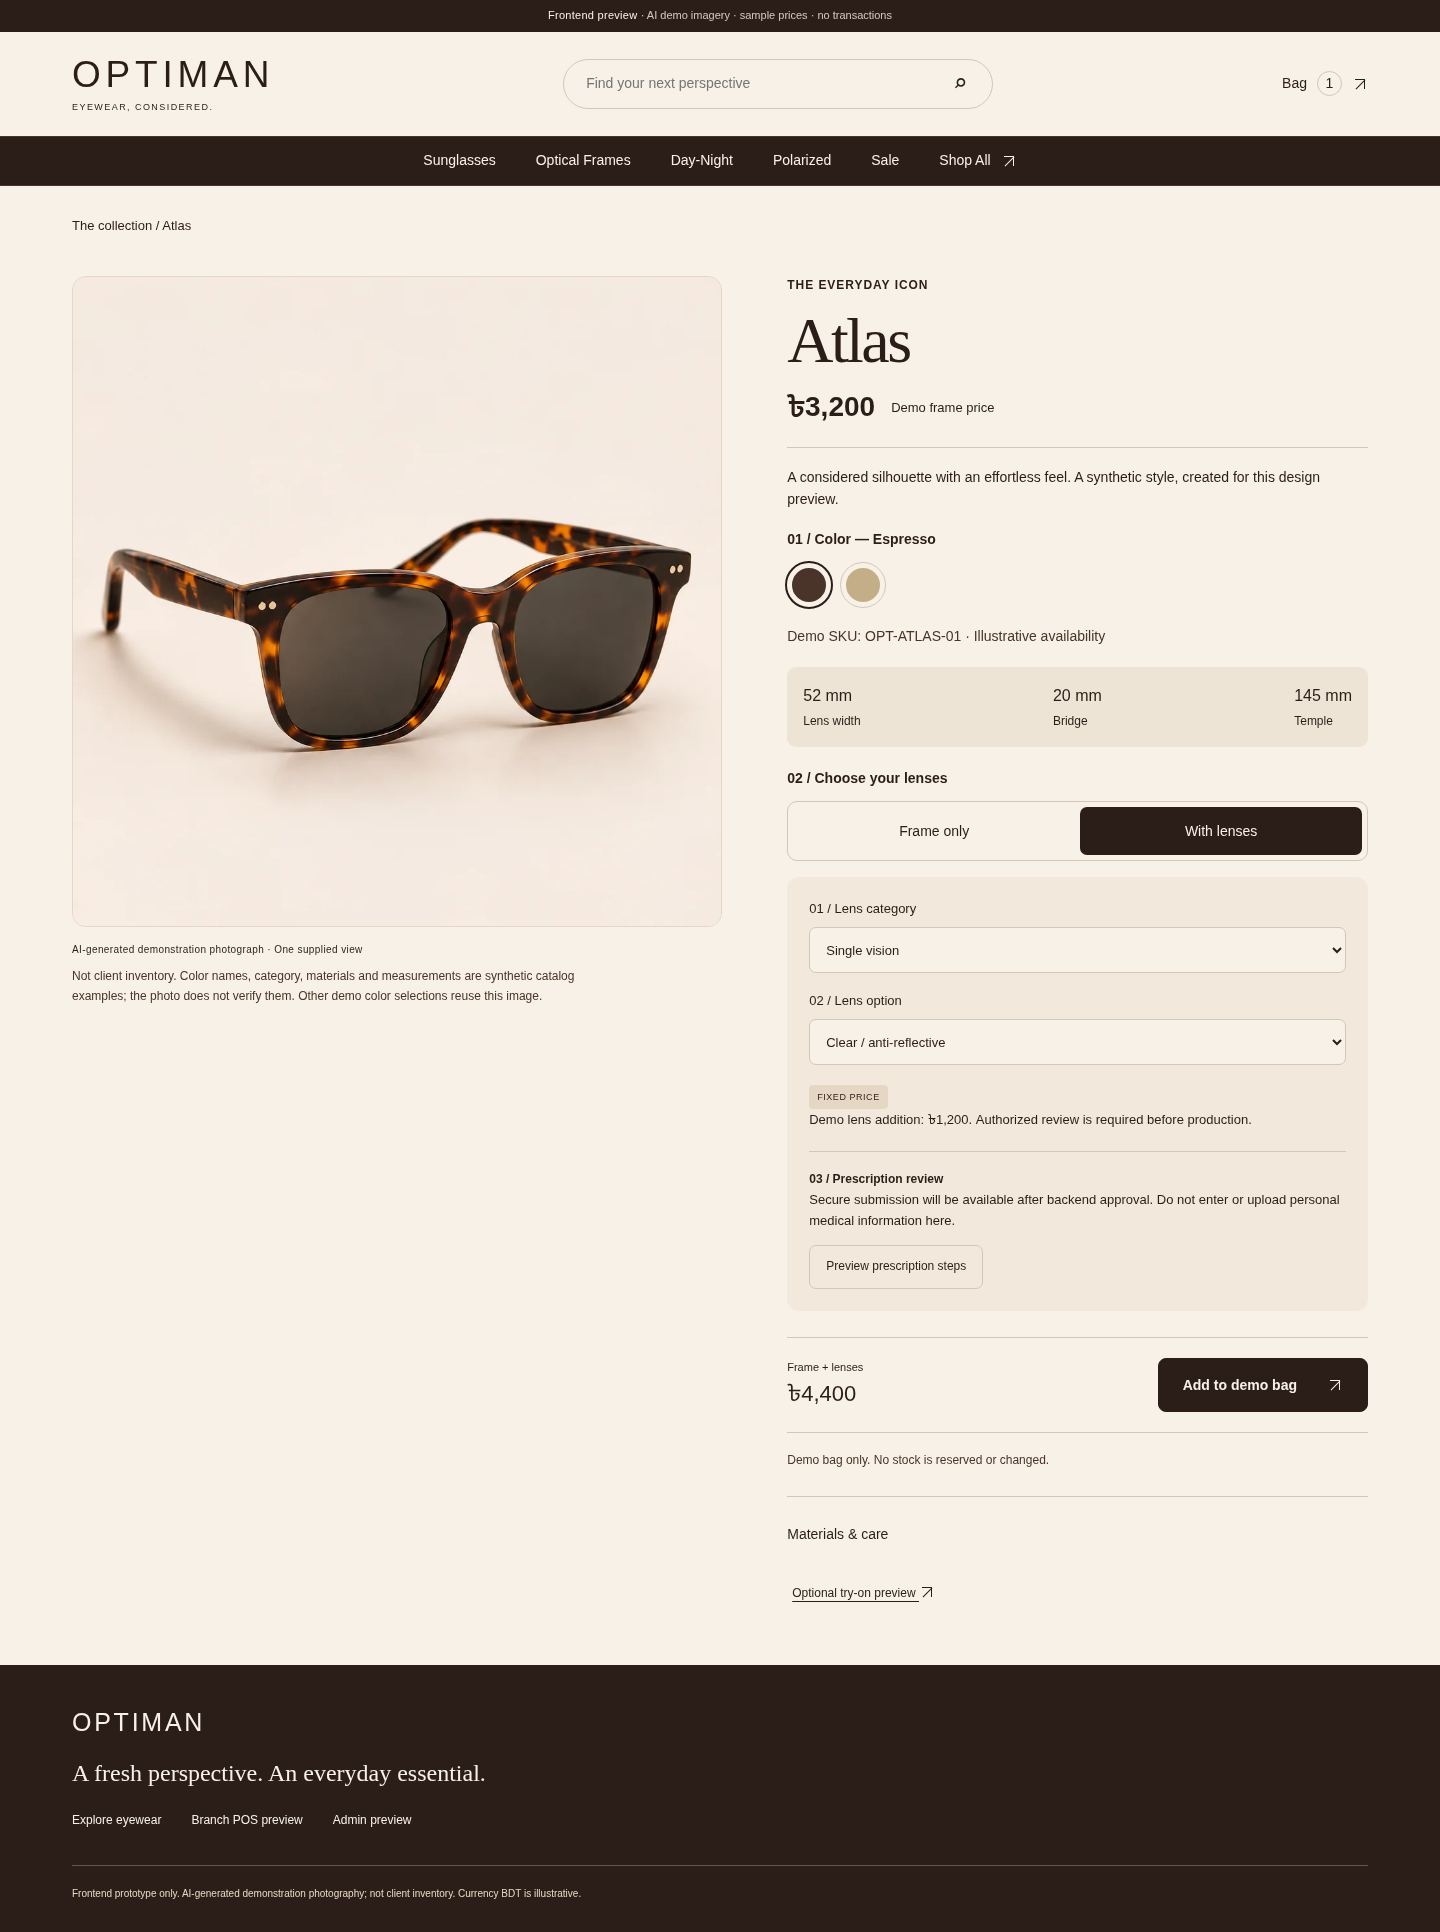 Frontend preview · AI demo imagery · sample prices · no transactions
OPTIMAN
EYEWEAR, CONSIDERED.
Find your next perspective
Bag 1
Sunglasses Optical Frames Day-Night Polarized Sale Shop All
The collection / Atlas
THE EVERYDAY ICON
Atlas
৳3,200 Demo frame price
A considered silhouette with an effortless feel. A synthetic style, created for this design
preview.
01 / Color — Espresso
Demo SKU: OPT-ATLAS-01 · Illustrative availability
52 mm 20 mm 145 mm
Lens width Bridge Temple
02 / Choose your lenses
Frame only With lenses
01 / Lens category
Single vision
02 / Lens option
Clear / anti-reflective
FIXED PRICE
Demo lens addition: ৳1,200. Authorized review is required before production.
03 / Prescription review
Secure submission will be available after backend approval. Do not enter or upload personal
medical information here.
Preview prescription steps
Frame + lenses
৳4,400
Add to demo bag
Demo bag only. No stock is reserved or changed.
Materials & care
Optional try-on preview
AI-generated demonstration photograph · One supplied view
Not client inventory. Color names, category, materials and measurements are synthetic catalog
examples; the photo does not verify them. Other demo color selections reuse this image.
OPTIMAN
A fresh perspective. An everyday essential.
Explore eyewear Branch POS preview Admin preview
Frontend prototype only. AI-generated demonstration photography; not client inventory. Currency BDT is illustrative.